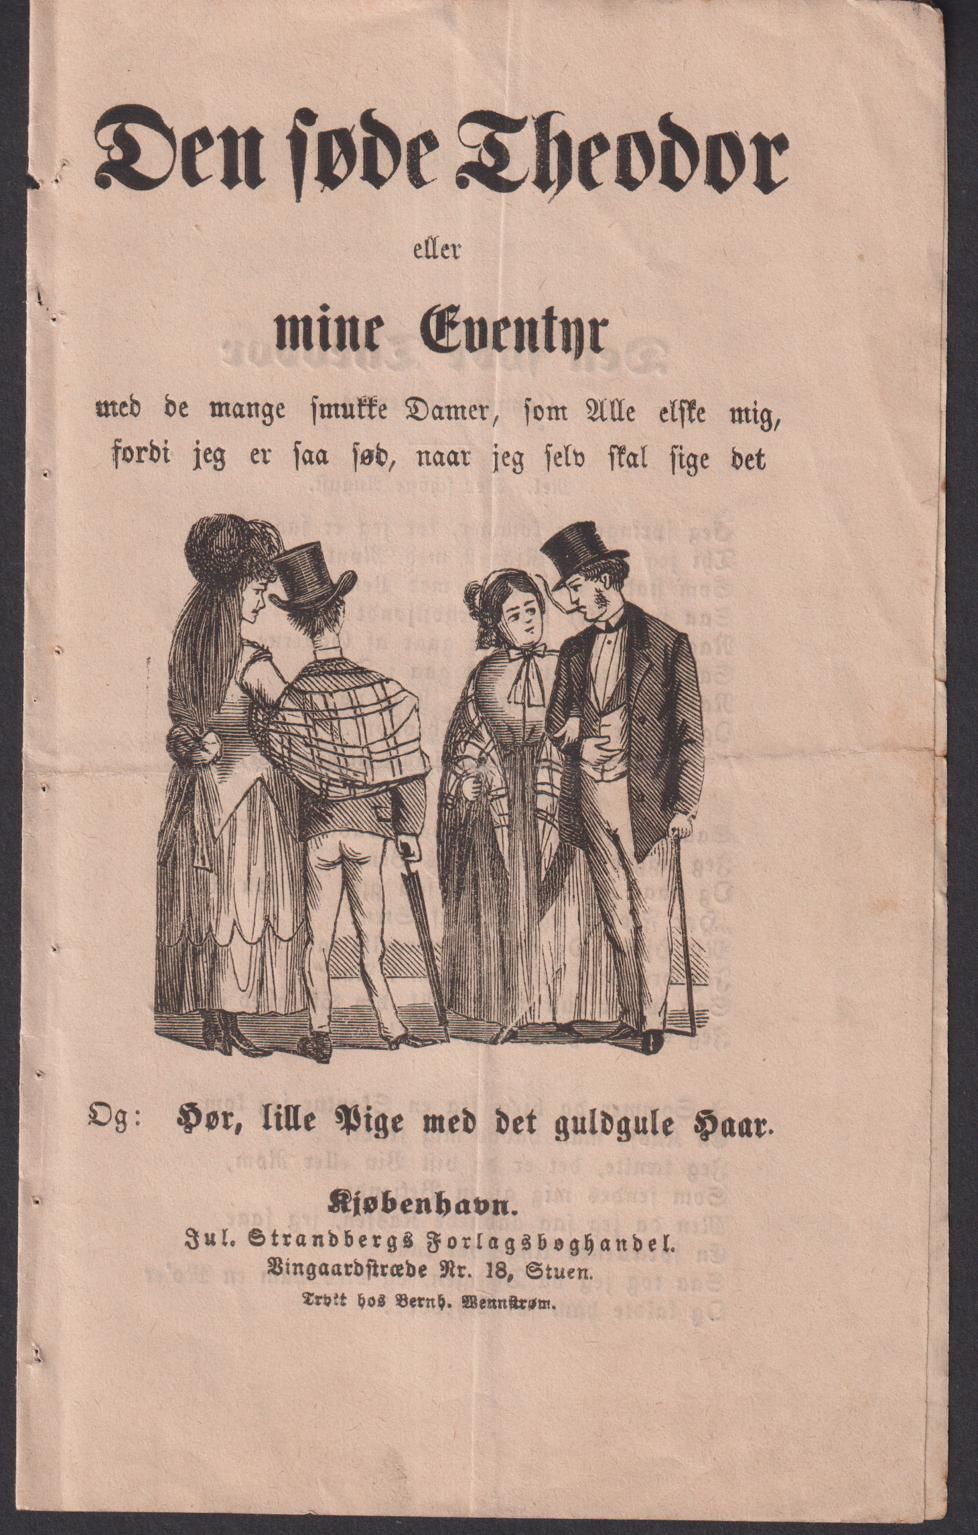 Den søde Theodor
eller
mine Eventyr
med de mange smukke Damer, som Alle elske mig,
fordi jeg er saa sød, naar jeg selv skal sige det
Og: Hør, lille Pige med det guldgule Haar.
Kjøbenhavn.
Jul. Strandbergs Forlagsboghandel.
Vingaardstræde Nr. 18, Stuen.
Trykt hos Bernh. Wennstrøm.